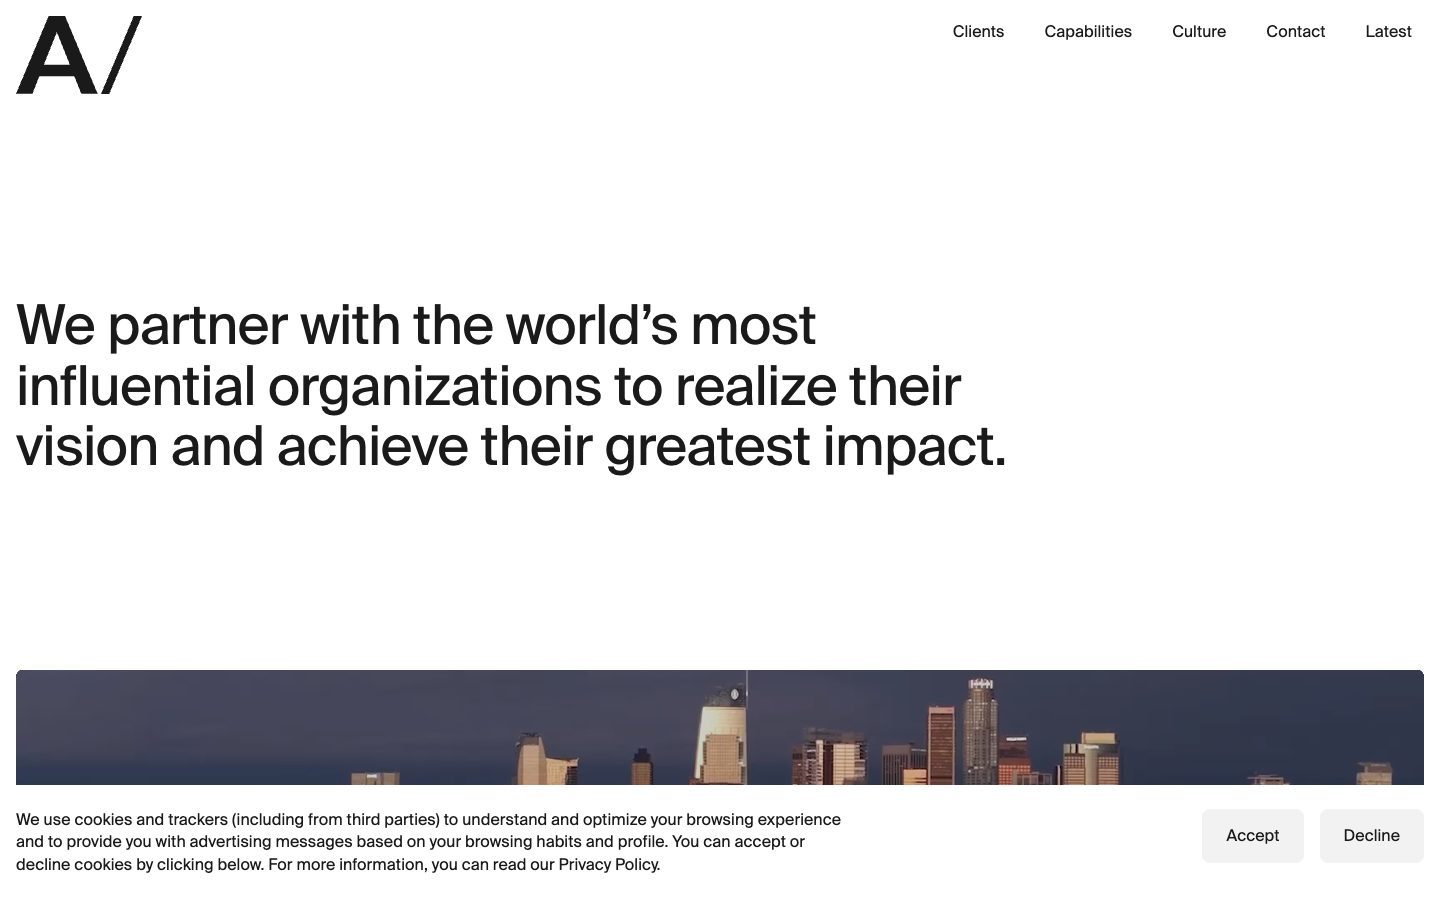 A/
Clients
Capabilities
Culture
Contact
Latest
We partner with the world’s most
influential organizations to realize their
vision and achieve their greatest impact.
We use cookies and trackers (including from third parties) to understand and optimize your browsing experience
and to provide you with advertising messages based on your browsing habits and profile. You can accept or
decline cookies by clicking below. For more information, you can read our Privacy Policy.
Accept
Decline